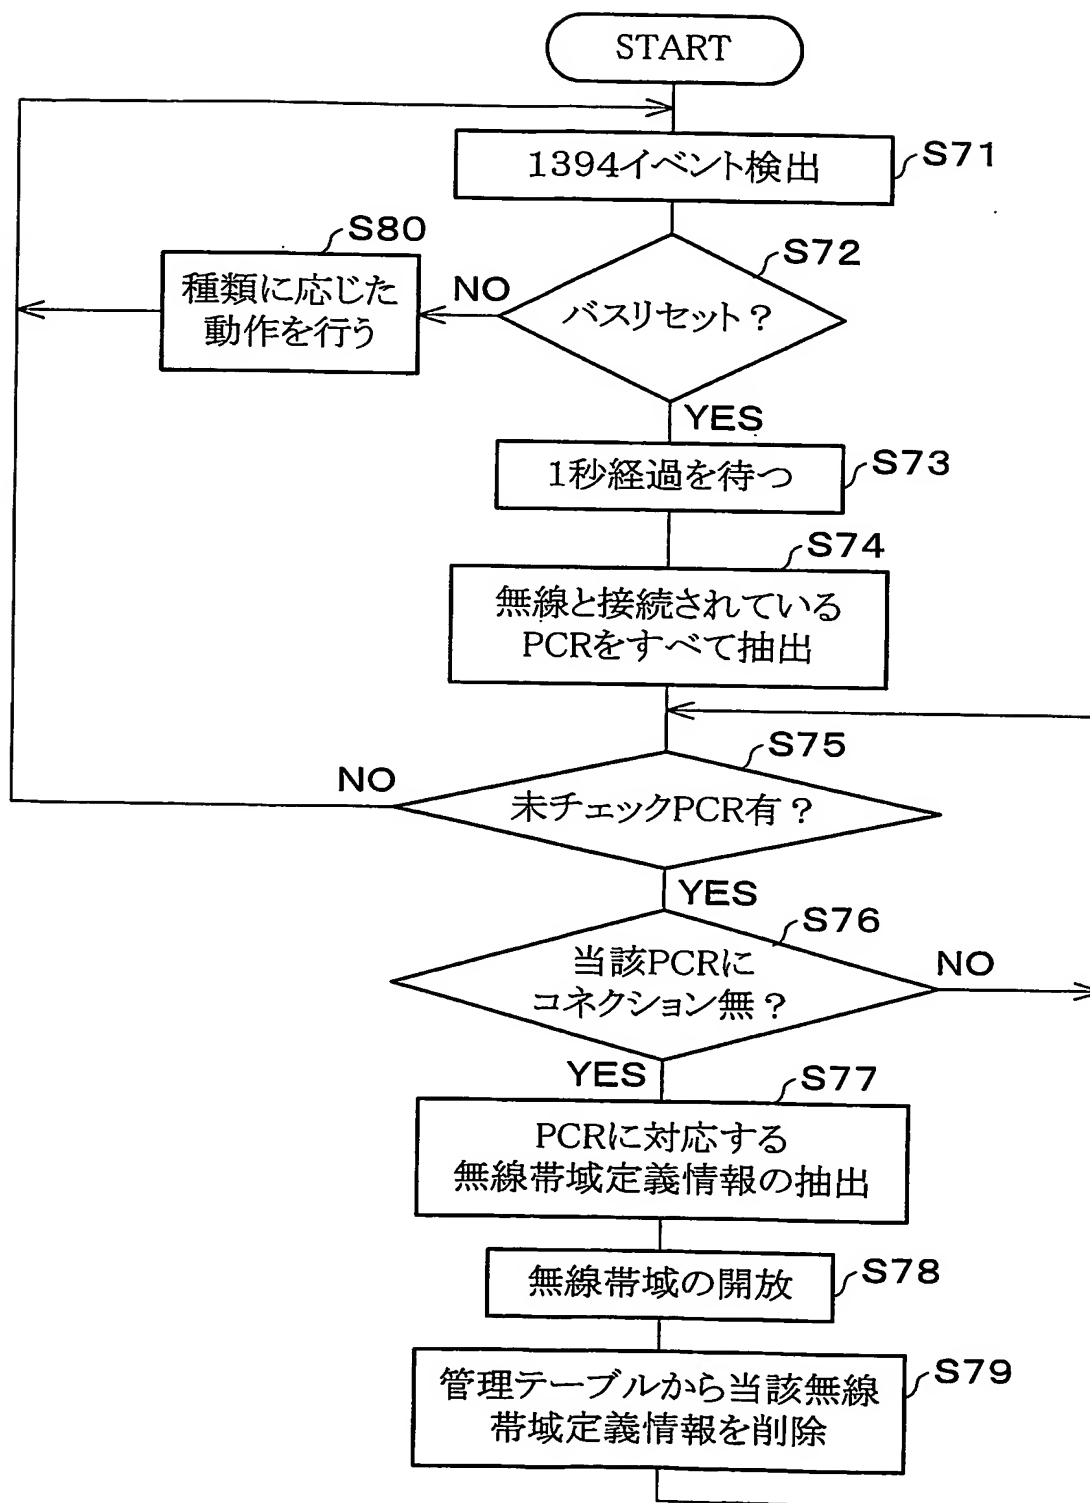 START
1394イベント検出
S71
S80
種類に応じた
動作を行う
NO
S72
バスリセット?
YES
1秒経過を待つ
S73
S74
無線と接続されている
PCRをすべて抽出
S75
NO
未チェックPCR有?
YES
S76
当該PCRに
コネクション無?
NO
YES
S77
PCRに対応する
無線帯域定義情報の抽出
無線帯域の開放
S78
管理テーブルから当該無線
帯域定義情報を削除
S79